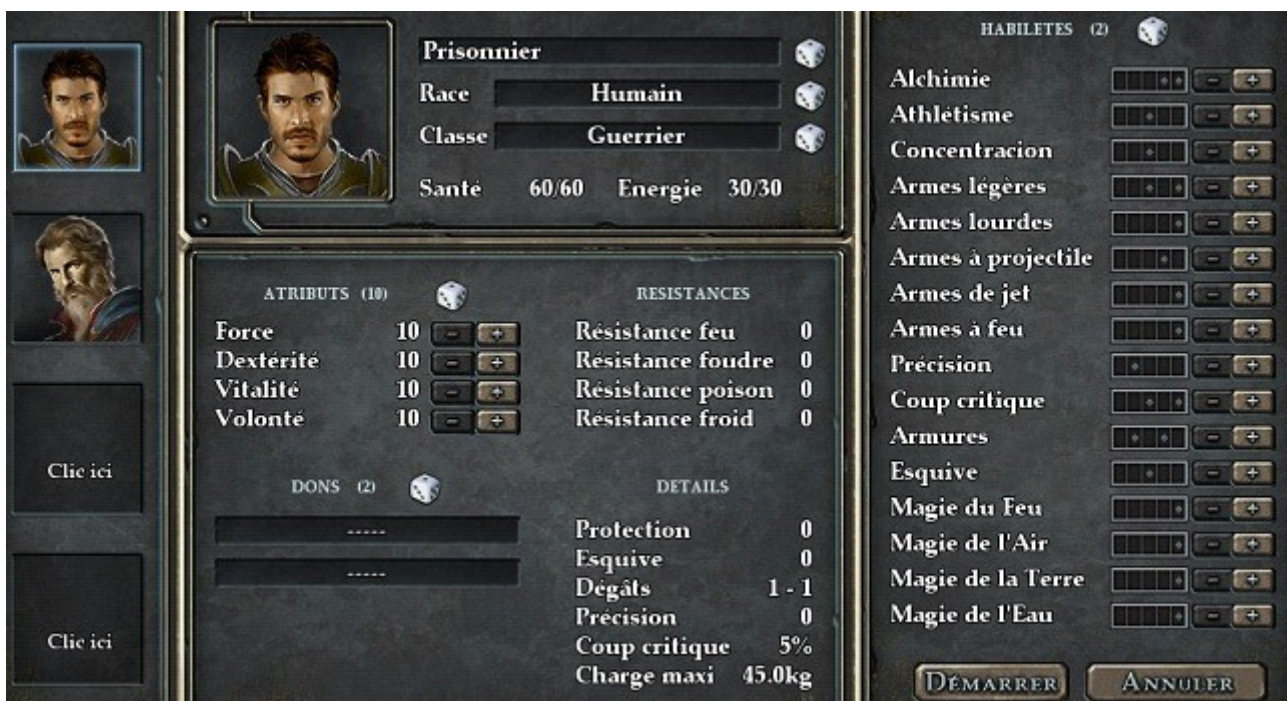 Clic ici
Clic ici
Prisonnier
Race Humain
Classe Guerrier
Santé 60/60 Energie 30/30
ATRIBUTS (10)
Force 10 - +
Dextérité 10 - +
Vitalité 10 - +
Volonté 10 - +
RESISTANCES
Résistance feu 0
Résistance foudre 0
Résistance poison 0
Résistance froid 0
DONS (2)
-----
-----
DETAILS
Protection 0
Esquive 0
Dégâts 1 - 1
Précision 0
Coup critique 5%
Charge maxi 45.0kg
HABILETES (2)
Alchimie - +
Athlétisme - +
Concentracion - +
Armes légères - +
Armes lourdes - +
Armes à projectile - +
Armes de jet - +
Armes à feu - +
Précision - +
Coup critique - +
Armures - +
Esquive - +
Magie du Feu - +
Magie de l'Air - +
Magie de la Terre - +
Magie de l'Eau - +
DÉMARRER ANNULER